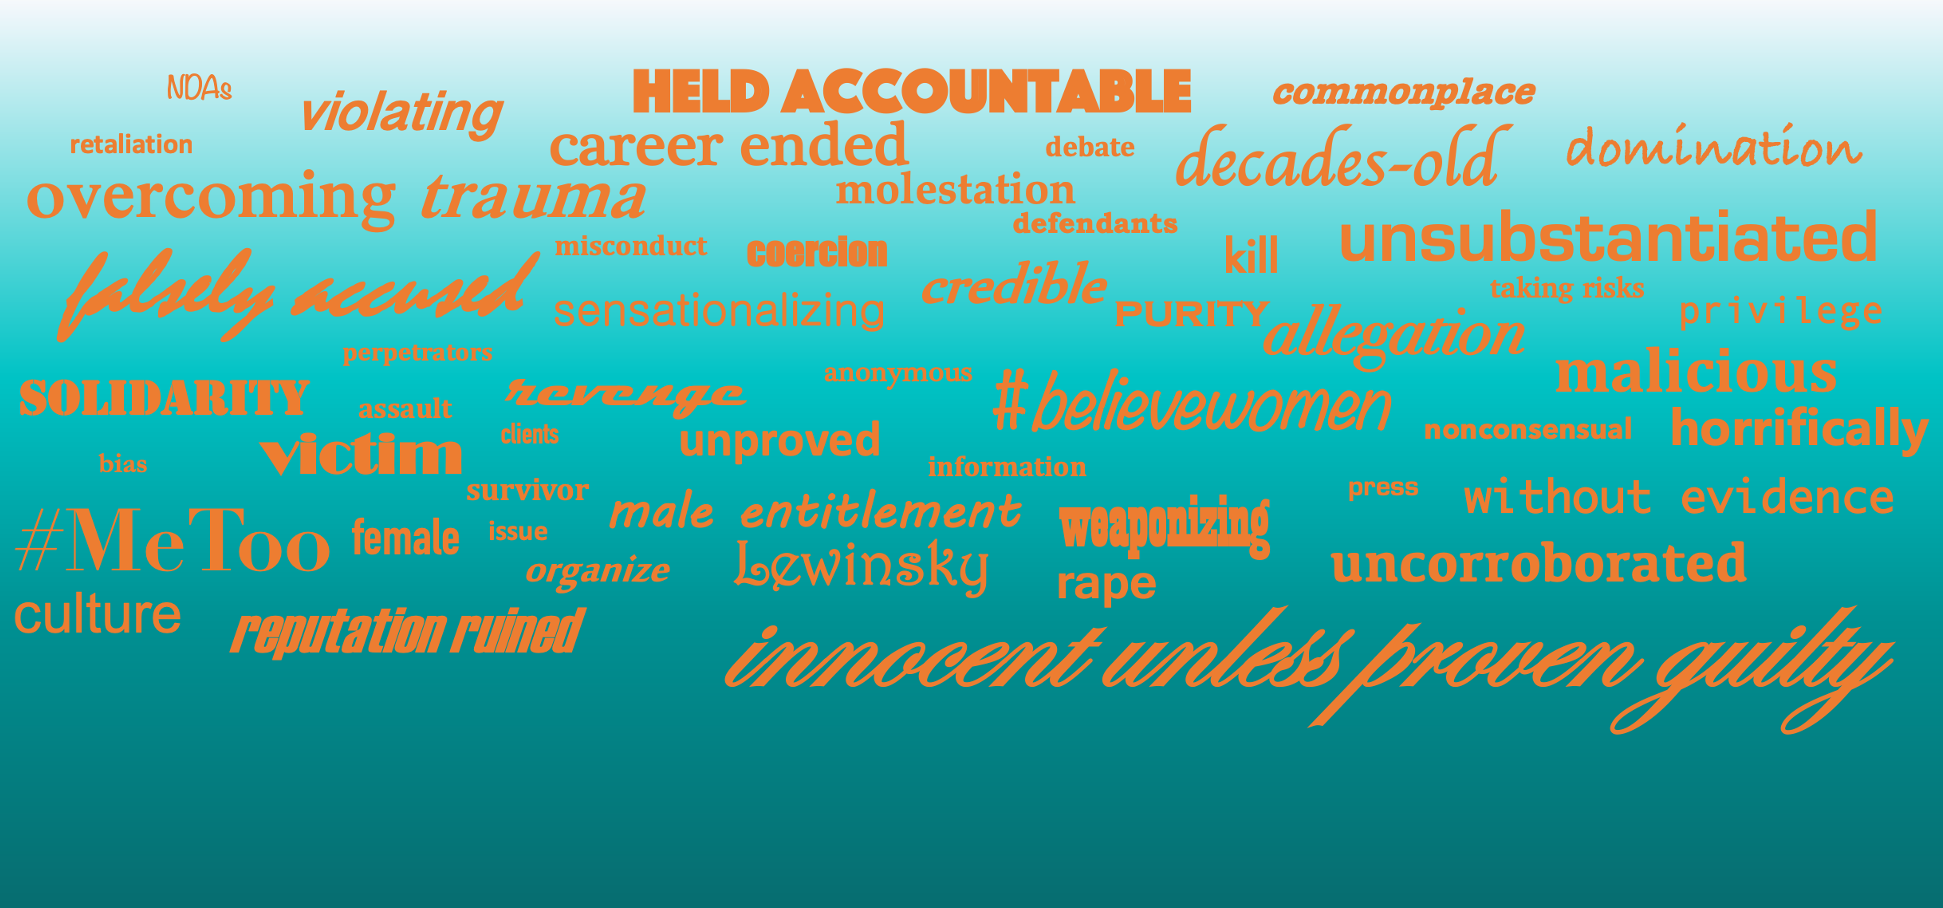 NDAs
violating
HELD ACCOUNTABLE
commonplace
retaliation
career ended
debate
decades-old
domination
overcoming trauma
molestation
defendants
unsubstantiated
falsely accused
misconduct
coercion
kill
credible
taking risks
sensationalizing
PURITY
allegation
privilege
perpetrators
anonymous
malicious
SOLIDARITY
assault
revenge
#believewomen
clients
unproved
nonconsensual
horrifically
bias
victim
information
survivor
male entitlement
weaponizing
press
without evidence
#MeToo
female
issue
organize
Lewinsky
rape
uncorroborated
culture
reputation ruined
innocent unless proven guilty